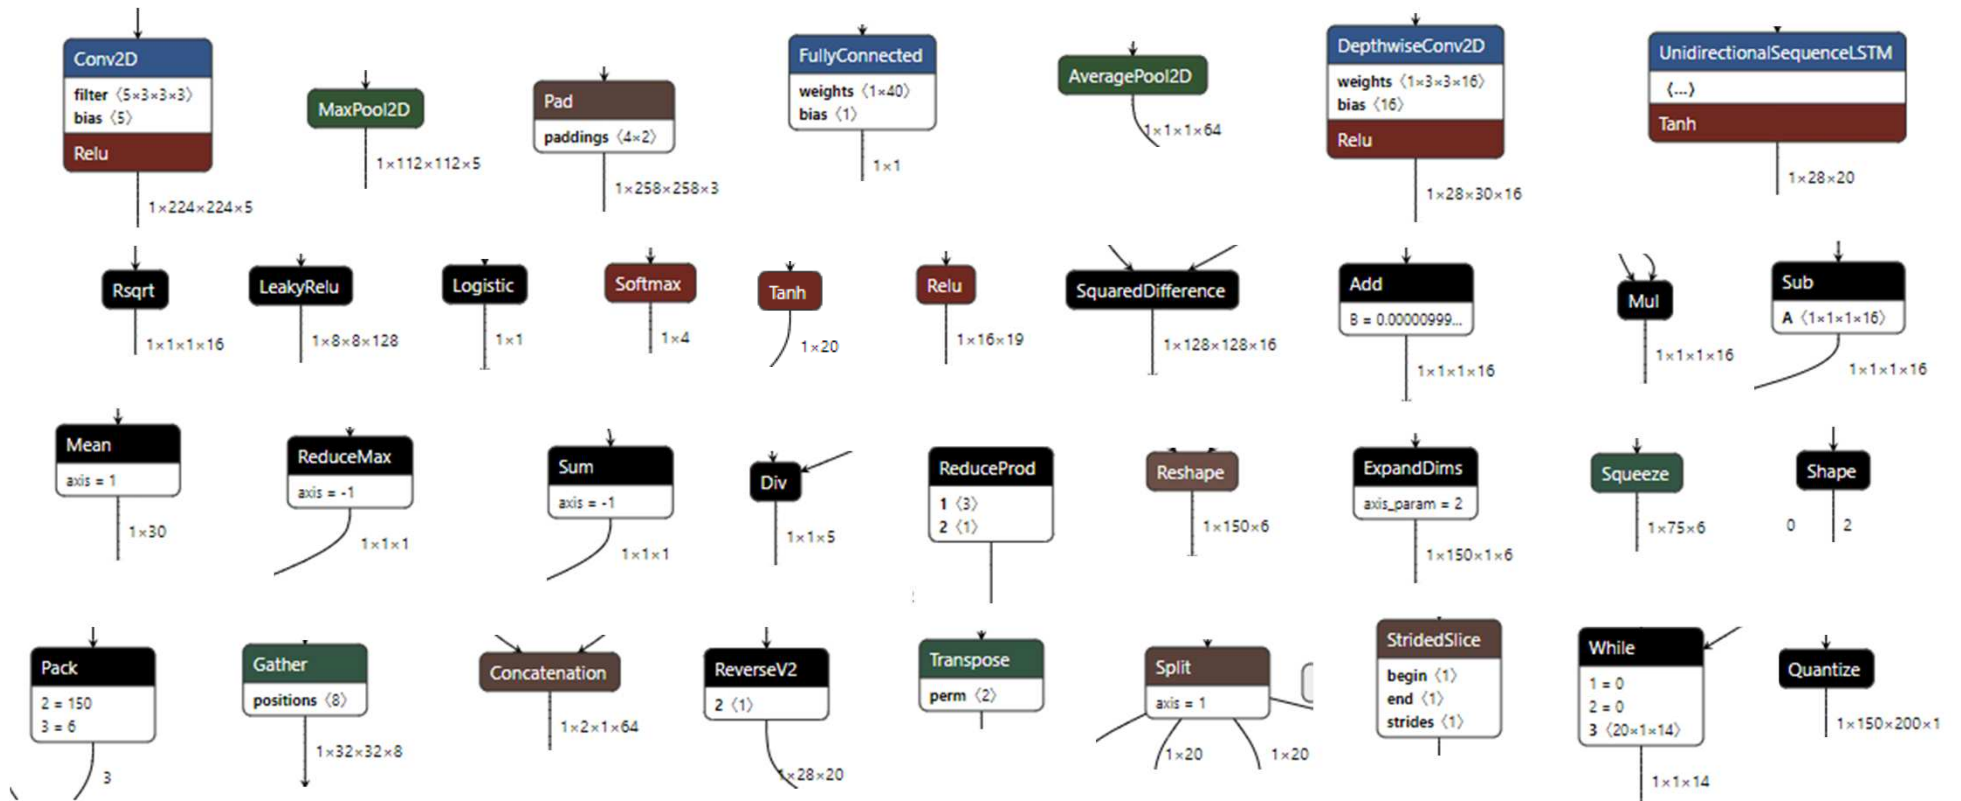 Conv2D
filter ⟨5×3×3×3⟩
bias ⟨5⟩
Relu
1×224×224×5
MaxPool2D
1×112×112×5
Pad
paddings ⟨4×2⟩
1×258×258×3
FullyConnected
weights ⟨1×40⟩
bias ⟨1⟩
1×1
AveragePool2D
1×1×1×64
DepthwiseConv2D
weights ⟨1×3×3×16⟩
bias ⟨16⟩
Relu
1×28×30×16
UnidirectionalSequenceLSTM
⟨...⟩
Tanh
1×28×20
Rsqrt
1×1×1×16
LeakyRelu
1×8×8×128
Logistic
1×1
Softmax
1×4
Tanh
1×20
Relu
1×16×19
SquaredDifference
1×128×128×16
Add
B = 0.00000999...
1×1×1×16
Mul
1×1×1×16
Sub
A ⟨1×1×1×16⟩
1×1×1×16
Mean
axis = 1
1×30
ReduceMax
axis = -1
1×1×1
Sum
axis = -1
1×1×1
Div
1×1×5
ReduceProd
1 ⟨3⟩
2 ⟨1⟩
Reshape
1×150×6
ExpandDims
axis_param = 2
1×150×1×6
Squeeze
1×75×6
Shape
0 2
Pack
2 = 150
3 = 6
3
Gather
positions ⟨8⟩
1×32×32×8
Concatenation
1×2×1×64
ReverseV2
2 ⟨1⟩
1×28×20
Transpose
perm ⟨2⟩
Split
axis = 1
1×20 1×20
StridedSlice
begin ⟨1⟩
end ⟨1⟩
strides ⟨1⟩
While
1 = 0
2 = 0
3 ⟨20×1×14⟩
1×1×14
Quantize
1×150×200×1